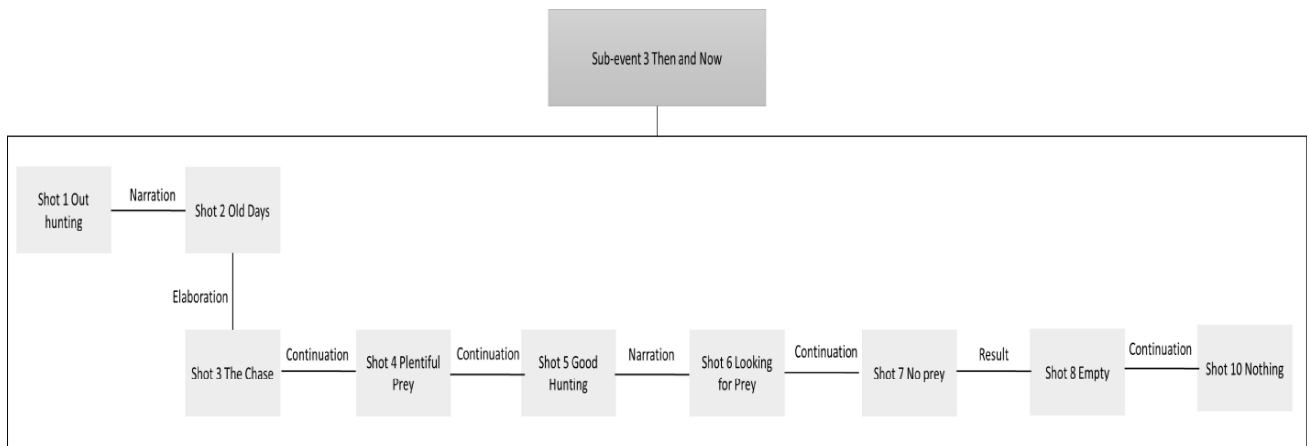 Sub-event 3 Then and Now
Shot 1 Out
hunting
Narration
Shot 2 Old Days
Elaboration
Shot 3 The Chase
Continuation
Shot 4 Plentiful
Prey
Continuation
Shot 5 Good
Hunting
Narration
Shot 6 Looking
for Prey
Continuation
Shot 7 No prey
Result
Shot 8 Empty
Continuation
Shot 10 Nothing